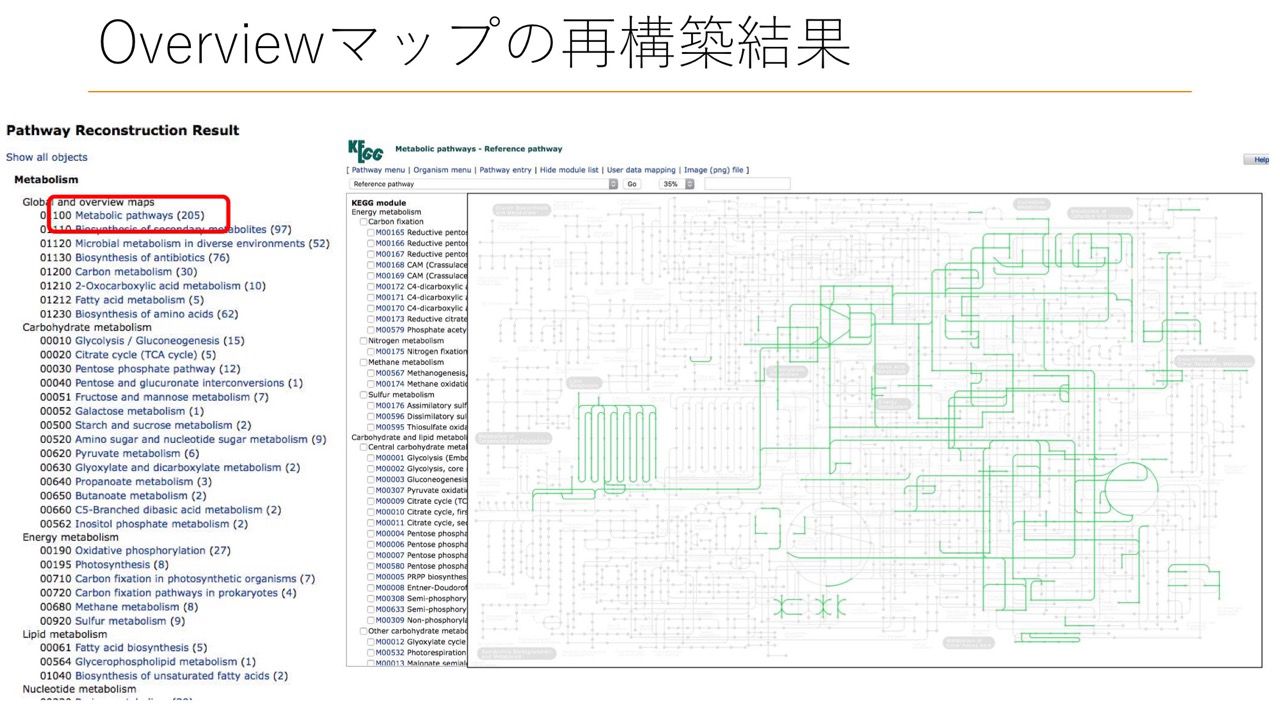 Overviewマップの再構築結果
Pathway Reconstruction Result
Show all objects
Metabolism
Global and overview maps
01100 Metabolic pathways (205)
01110 Biosynthesis of secondary metabolites (97)
01120 Microbial metabolism in diverse environments (52)
01130 Biosynthesis of antibiotics (76)
01200 Carbon metabolism (30)
01210 2-Oxocarboxylic acid metabolism (10)
01212 Fatty acid metabolism (5)
01230 Biosynthesis of amino acids (62)
Carbohydrate metabolism
00010 Glycolysis / Gluconeogenesis (15)
00020 Citrate cycle (TCA cycle) (5)
00030 Pentose phosphate pathway (12)
00040 Pentose and glucuronate interconversions (1)
00051 Fructose and mannose metabolism (7)
00052 Galactose metabolism (1)
00500 Starch and sucrose metabolism (2)
00520 Amino sugar and nucleotide sugar metabolism (9)
00620 Pyruvate metabolism (6)
00630 Glyoxylate and dicarboxylate metabolism (2)
00640 Propanoate metabolism (3)
00650 Butanoate metabolism (2)
00660 C5-Branched dibasic acid metabolism (2)
00562 Inositol phosphate metabolism (2)
Energy metabolism
00190 Oxidative phosphorylation (27)
00195 Photosynthesis (8)
00710 Carbon fixation in photosynthetic organisms (7)
00720 Carbon fixation pathways in prokaryotes (4)
00680 Methane metabolism (8)
00920 Sulfur metabolism (9)
Lipid metabolism
00061 Fatty acid biosynthesis (5)
00564 Glycerophospholipid metabolism (1)
01040 Biosynthesis of unsaturated fatty acids (2)
Nucleotide metabolism
KEGG
Metabolic pathways - Reference pathway
Help
[ Pathway menu | Organism menu | Pathway entry | Hide module list | User data mapping | Image (png) file ]
Reference pathway Go 35%
KEGG module
Energy metabolism
Carbon fixation
M00165 Reductive pento
M00166 Reductive pento
M00167 Reductive pento
M00168 CAM (Crassulace
M00169 CAM (Crassulace
M00172 C4-dicarboxylic a
M00171 C4-dicarboxylic a
M00170 C4-dicarboxylic a
M00173 Reductive citrate
M00579 Phosphate acety
Nitrogen metabolism
M00175 Nitrogen fixation
Methane metabolism
M00567 Methanogenesis,
M00174 Methane oxidatic
Sulfur metabolism
M00176 Assimilatory sulf
M00596 Dissimilatory sul
M00595 Thiosulfate oxida
Carbohydrate and lipid metaboli
Central carbohydrate meta
M00001 Glycolysis (Embd
M00002 Glycolysis, core
M00003 Gluconeogenesis
M00307 Pyruvate oxidatio
M00009 Citrate cycle (TC
M00010 Citrate cycle, firs
M00011 Citrate cycle, sec
M00004 Pentose phospha
M00006 Pentose phospha
M00007 Pentose phospha
M00580 Pentose phospha
M00005 PRPP biosynthes
M00008 Entner-Doudorof
M00308 Semi-phosphory
M00633 Semi-phosphory
M00309 Non-phosphoryla
Other carbohydrate metabo
M00012 Glyoxylate cycle
M00532 Photorespiration
M00013 Malonate semial